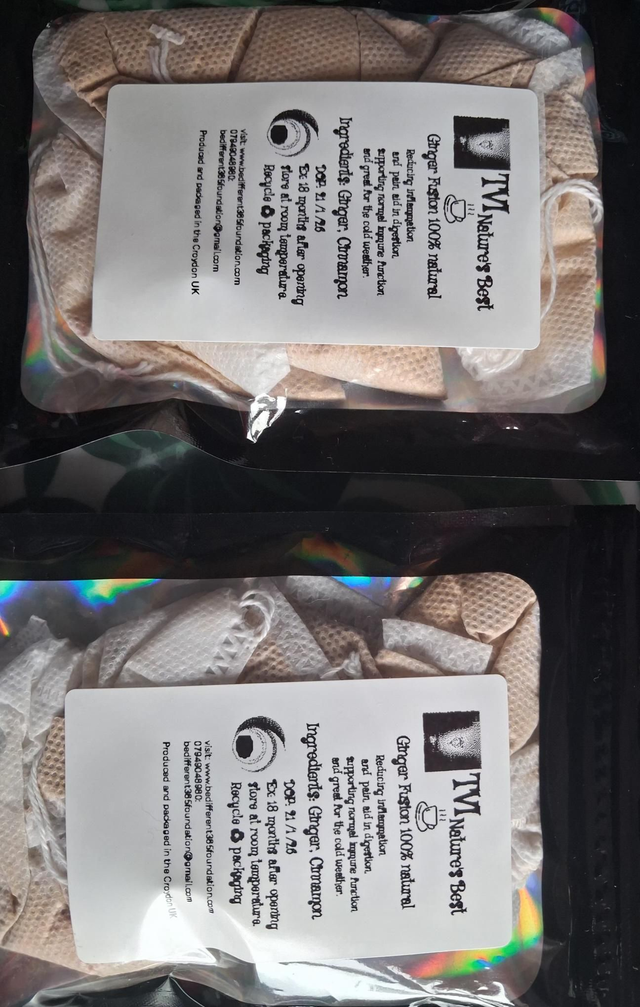 TVI Nature's Best
Ginger Fusion 100% natural
Reducing inflammation
and pain, aid in digestion,
supporting normal immune function
and great for the cold weather.
Ingredients: Ginger, Cinnamon
DOP: 21/1/26
Ex: 18 months after opening
store at room temperature.
Recycle ♻ packaging
visit: www.bedifferent365foundation.com
07949048980:
bedifferent365foundation@gmail.com
Produced and packaged in the Croydon UK
TVI Nature's Best
Ginger Fusion 100% natural
Reducing inflammation
and pain, aid in digestion,
supporting normal immune function
and great for the cold weather.
Ingredients: Ginger, Cinnamon
DOP: 21/1/26
Ex: 18 months after opening
store at room temperature.
Recycle ♻ packaging
visit: www.bedifferent365foundation.com
07949048980:
bedifferent365foundation@gmail.com
Produced and packaged in the Croydon UK